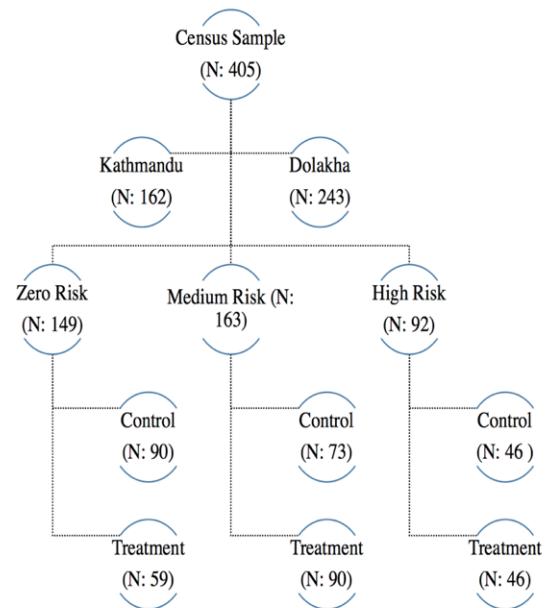 Census Sample
(N: 405)
Kathmandu
(N: 162)
Dolakha
(N: 243)
Zero Risk
(N: 149)
Medium Risk (N:
163)
High Risk
(N: 92)
Control
(N: 90)
Control
(N: 73)
Control
(N: 46 )
Treatment
(N: 59)
Treatment
(N: 90)
Treatment
(N: 46)